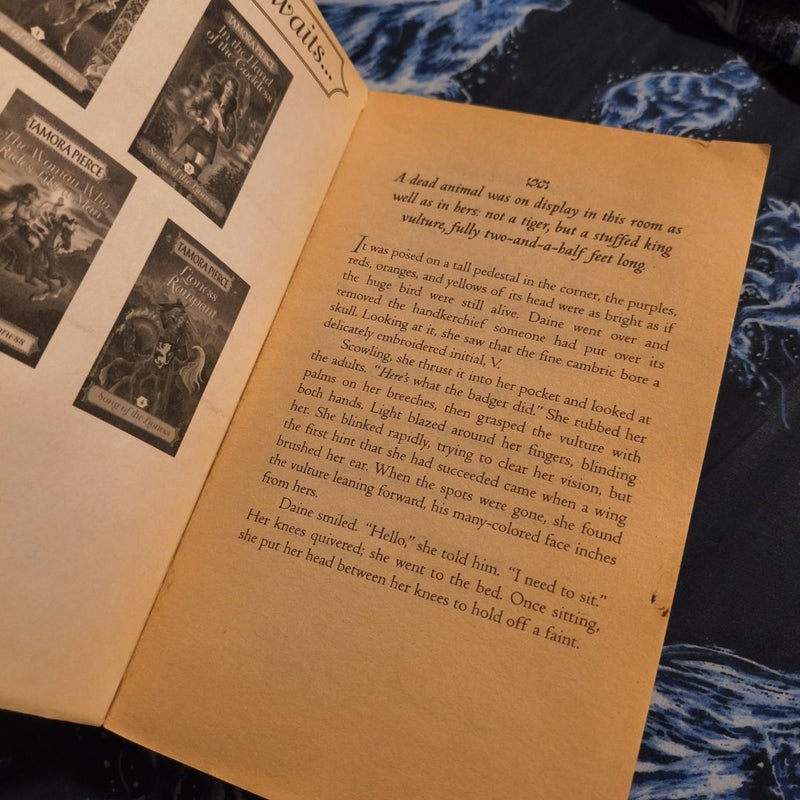 waits...
1
of the Lioness
TAMORA PIERCE
In the Hand
of the Goddess
2
Song of the Lioness
TAMORA PIERCE
The Woman Who
Rides Like a Man
Lioness
TAMORA PIERCE
Lioness
Rampant
4
Song of the Lioness
A dead animal was on display in this room as
well as in hers: not a tiger, but a stuffed king
vulture, fully two-and-a-half feet long.
It was posed on a tall pedestal in the corner, the purples,
reds, oranges, and yellows of its head were as bright as if
the huge bird were still alive. Daine went over and
removed the handkerchief someone had put over its
skull. Looking at it, she saw that the fine cambric bore a
delicately embroidered initial, V.
Scowling, she thrust it into her pocket and looked at
the adults. “Here’s what the badger did.” She rubbed her
palms on her breeches, then grasped the vulture with
both hands. Light blazed around her fingers, blinding
her. She blinked rapidly, trying to clear her vision, but
the first hint that she had succeeded came when a wing
brushed her ear. When the spots were gone, she found
the vulture leaning forward, his many-colored face inches
from hers.
Daine smiled. “Hello,” she told him. “I need to sit.”
Her knees quivered; she went to the bed. Once sitting,
she put her head between her knees to hold off a faint.